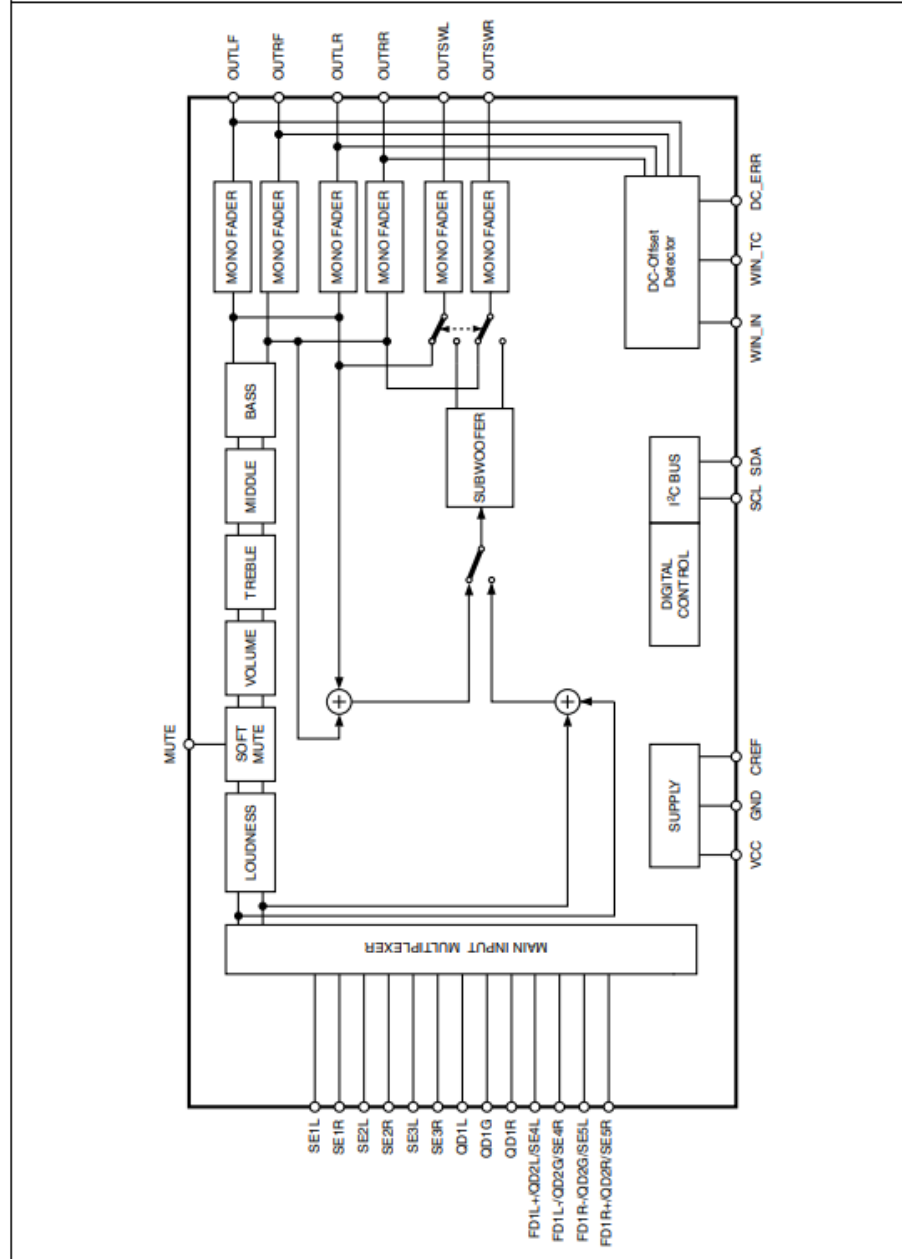 OUTLF
OUTRF
OUTLR
OUTRR
OUTSWL
OUTSWR
MONO FADER
MONO FADER
MONO FADER
MONO FADER
MONO FADER
MONO FADER
DC-Offset
Detector
DC_ERR
WIN_TC
WIN_IN
BASS
MIDDLE
TREBLE
VOLUME
SOFT
MUTE
LOUDNESS
MUTE
SUBWOOFER
+
+
I²C BUS
DIGITAL
CONTROL
SDA
SCL
SUPPLY
CREF
GND
VCC
MAIN INPUT MULTIPLEXER
SE1L
SE1R
SE2L
SE2R
SE3L
SE3R
QD1L
QD1G
QD1R
FD1L+/QD2L/SE4L
FD1L-/QD2G/SE4R
FD1R-/QD2G/SE5L
FD1R+/QD2R/SE5R